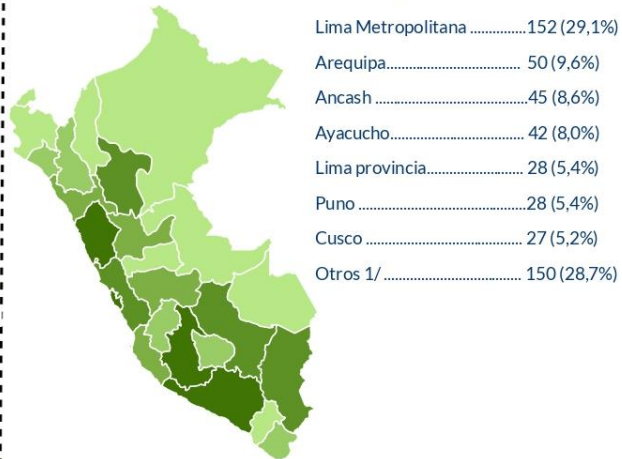 Lima Metropolitana ..............152 (29,1%)
Arequipa................................. 50 (9,6%)
Ancash .....................................45 (8,6%)
Ayacucho................................. 42 (8,0%)
Lima provincia........................ 28 (5,4%)
Puno ........................................28 (5,4%)
Cusco ...................................... 27 (5,2%)
Otros 1/ .................................. 150 (28,7%)